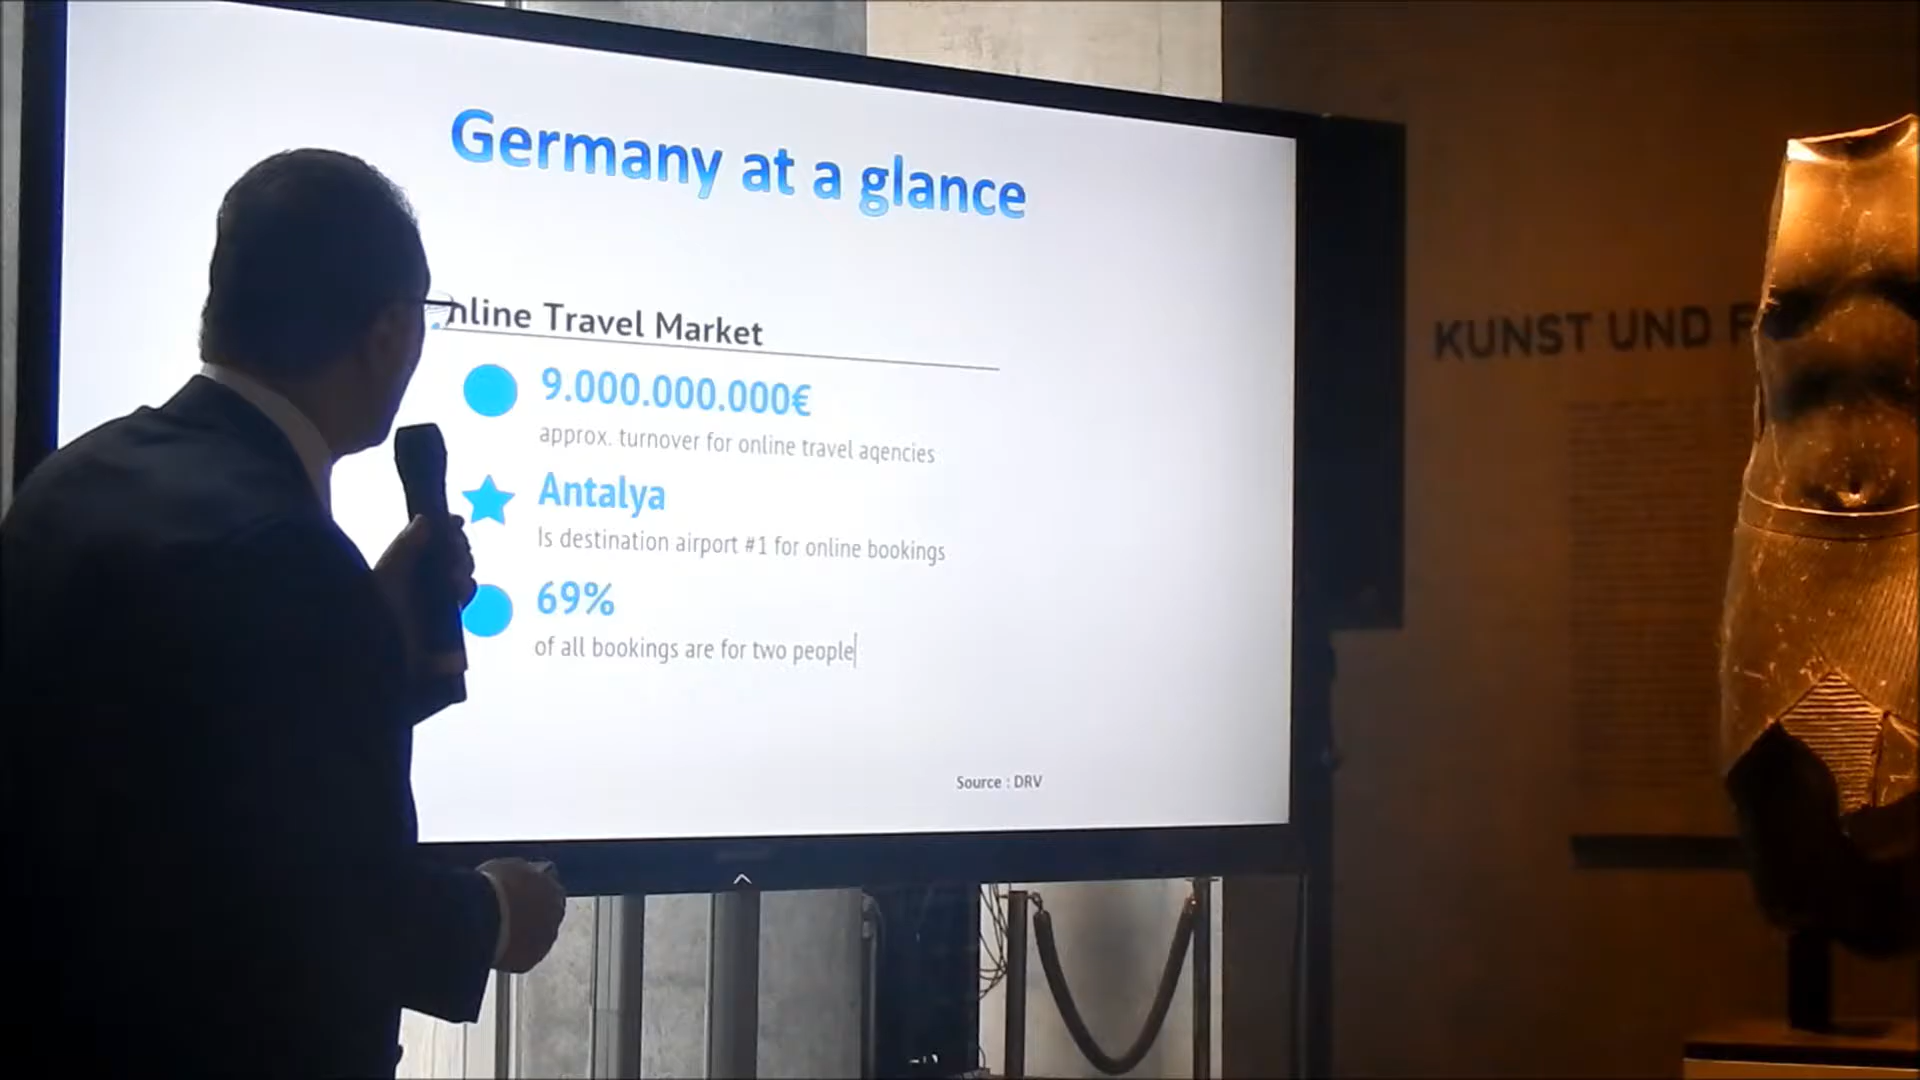 Germany at a glance
nline Travel Market
9.000.000.000€
approx. turnover for online travel agencies
Antalya
Is destination airport #1 for online bookings
69%
of all bookings are for two people
Source : DRV
KUNST UND